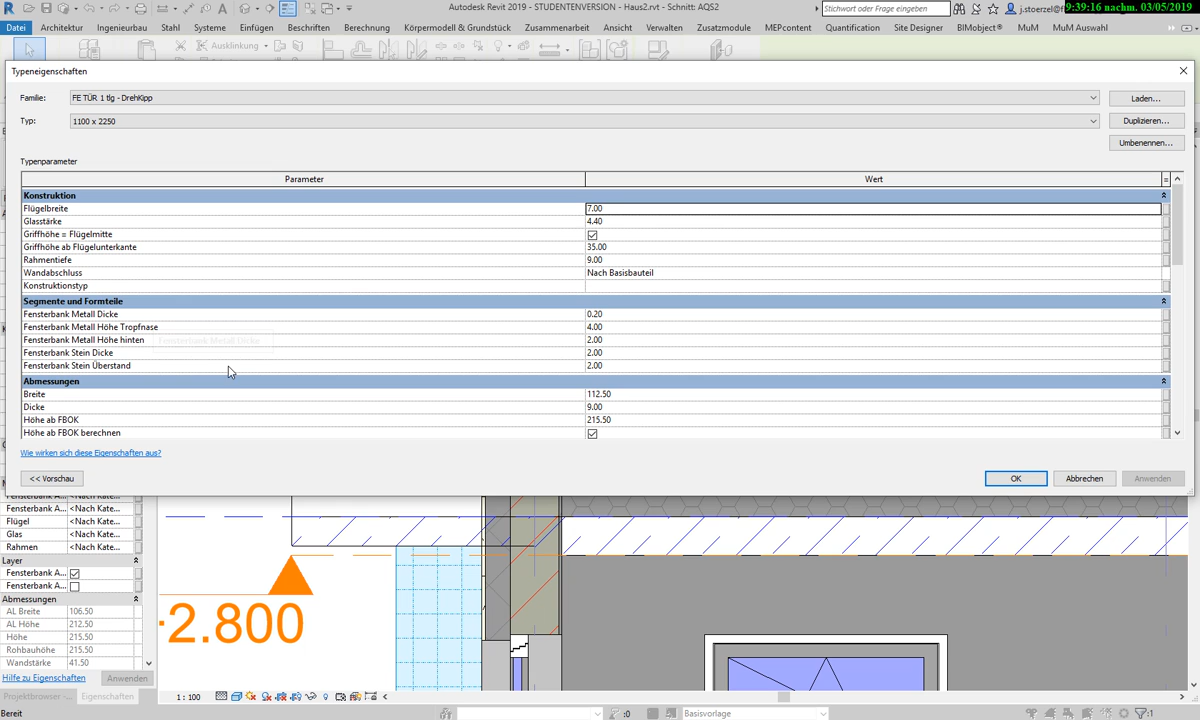 Autodesk Revit 2019 - STUDENTENVERSION - Haus2.rvt - Schnitt: AQS2
Stichwort oder Fragen eingeben
j.stoerzel@f
9:39:16 nachm. 03/05/2019
Datei Architektur Ingenieurbau Stahl Systeme Einfügen Beschriften Berechnung Körpermodell & Grundstück Zusammenarbeit Ansicht Verwalten Zusatzmodule MEPcontent Quantification Site Designer BIMobject® MuM MuM Auswahl
Ausklinkung
Typeneigenschaften
Familie: FE TÜR 1 tlg - DrehKipp Laden...
Typ: 1100 x 2250 Duplizieren...
Umbenennen...
Typenparameter
Parameter Wert =
Konstruktion
Flügelbreite 7.00
Glasstärke 4.40
Griffhöhe = Flügelmitte
Griffhöhe ab Flügelunterkante 35.00
Rahmentiefe 9.00
Wandabschluss Nach Basisbauteil
Konstruktionstyp
Segmente und Formteile
Fensterbank Metall Dicke 0.20
Fensterbank Metall Höhe Tropfnase 4.00
Fensterbank Metall Höhe hinten 2.00
Fensterbank Metall Dicke
Fensterbank Stein Dicke 2.00
Fensterbank Stein Überstand 2.00
Abmessungen
Breite 112.50
Dicke 9.00
Höhe ab FBOK 215.50
Höhe ab FBOK berechnen
Wie wirken sich diese Eigenschaften aus?
<< Vorschau OK Abbrechen Anwenden
Fensterbank A... <Nach Kate...
Fensterbank A... <Nach Kate...
Flügel <Nach Kate...
Glas <Nach Kate...
Rahmen <Nach Kate...
Layer
Fensterbank A...
Fensterbank A...
Abmessungen
AL Breite 106.50
AL Höhe 212.50
Höhe 215.50
Rohbauhöhe 215.50
Wandstärke 41.50
Hilfe zu Eigenschaften Anwenden
Projektbrowser -... Eigenschaften
2.800
1 : 100
Bereit
:0
Basisvorlage
:1